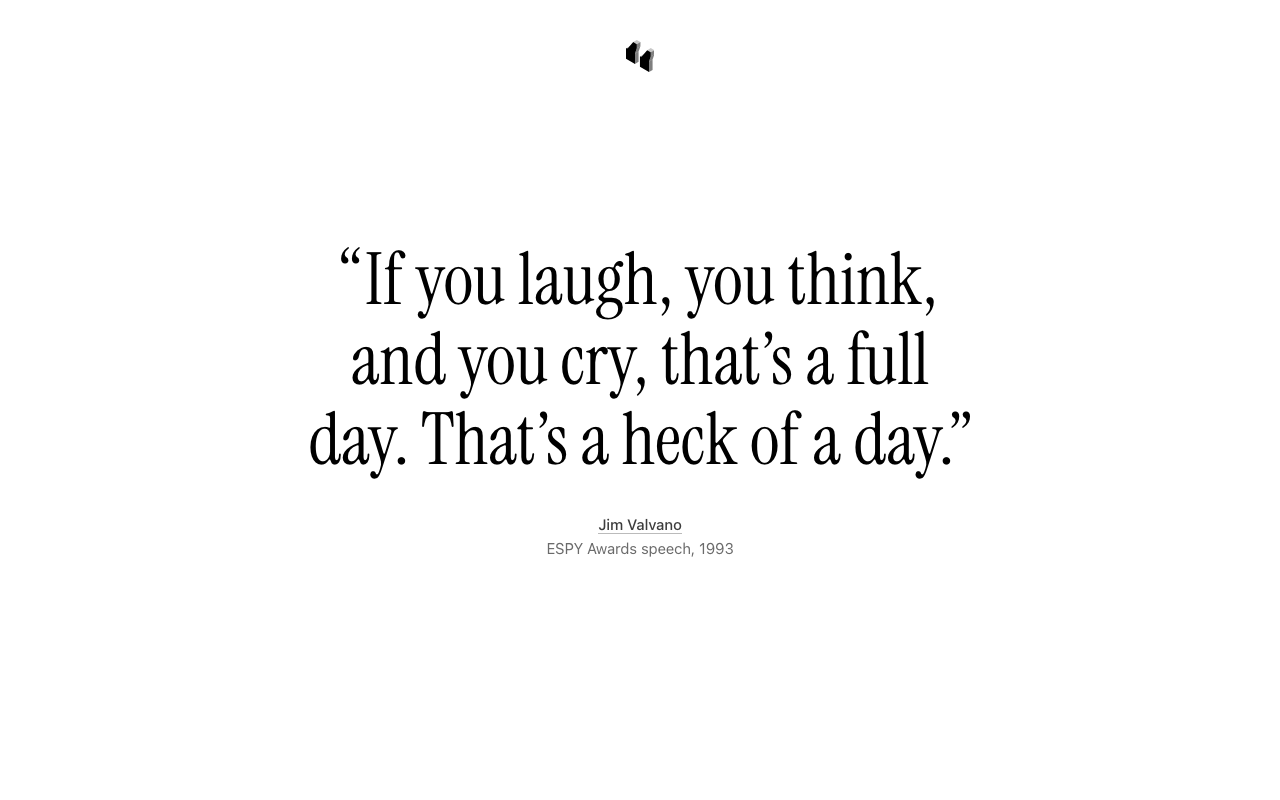 “If you laugh, you think,
and you cry, that’s a full
day. That’s a heck of a day.”
Jim Valvano
ESPY Awards speech, 1993